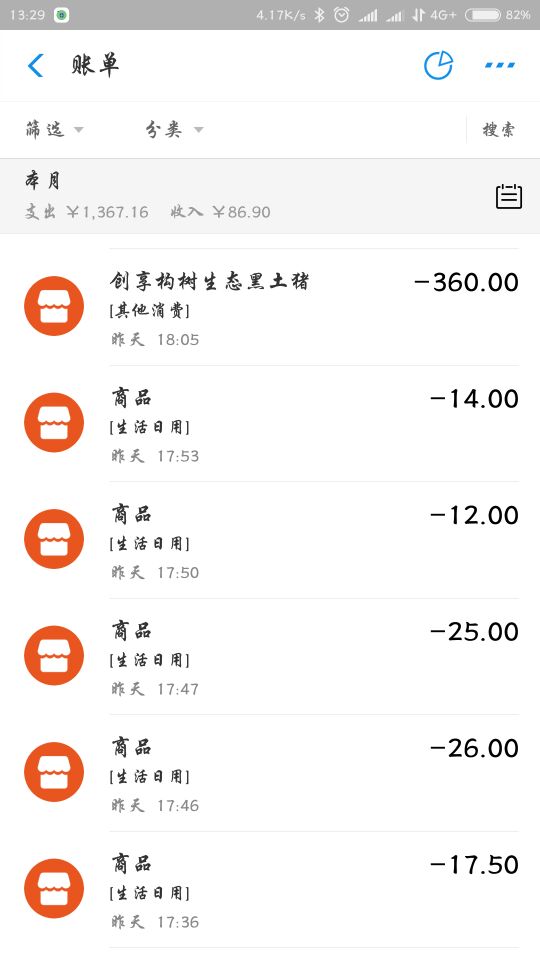 13:29 4.17K/s 4G+ 82%
账单
筛选 分类 搜索
本月
支出 ￥1,367.16 收入 ￥86.90
创享构树生态黑土猪 -360.00
[其他消费]
昨天 18:05
商品 -14.00
[生活日用]
昨天 17:53
商品 -12.00
[生活日用]
昨天 17:50
商品 -25.00
[生活日用]
昨天 17:47
商品 -26.00
[生活日用]
昨天 17:46
商品 -17.50
[生活日用]
昨天 17:36